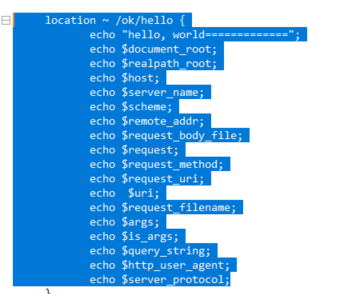 location ~ /ok/hello {
echo "hello, world=============";
echo $document_root;
echo $realpath_root;
echo $host;
echo $server_name;
echo $scheme;
echo $remote_addr;
echo $request_body_file;
echo $request;
echo $request_method;
echo $request_uri;
echo  $uri;
echo $request_filename;
echo $args;
echo $is_args;
echo $query_string;
echo $http_user_agent;
echo $server_protocol;
}